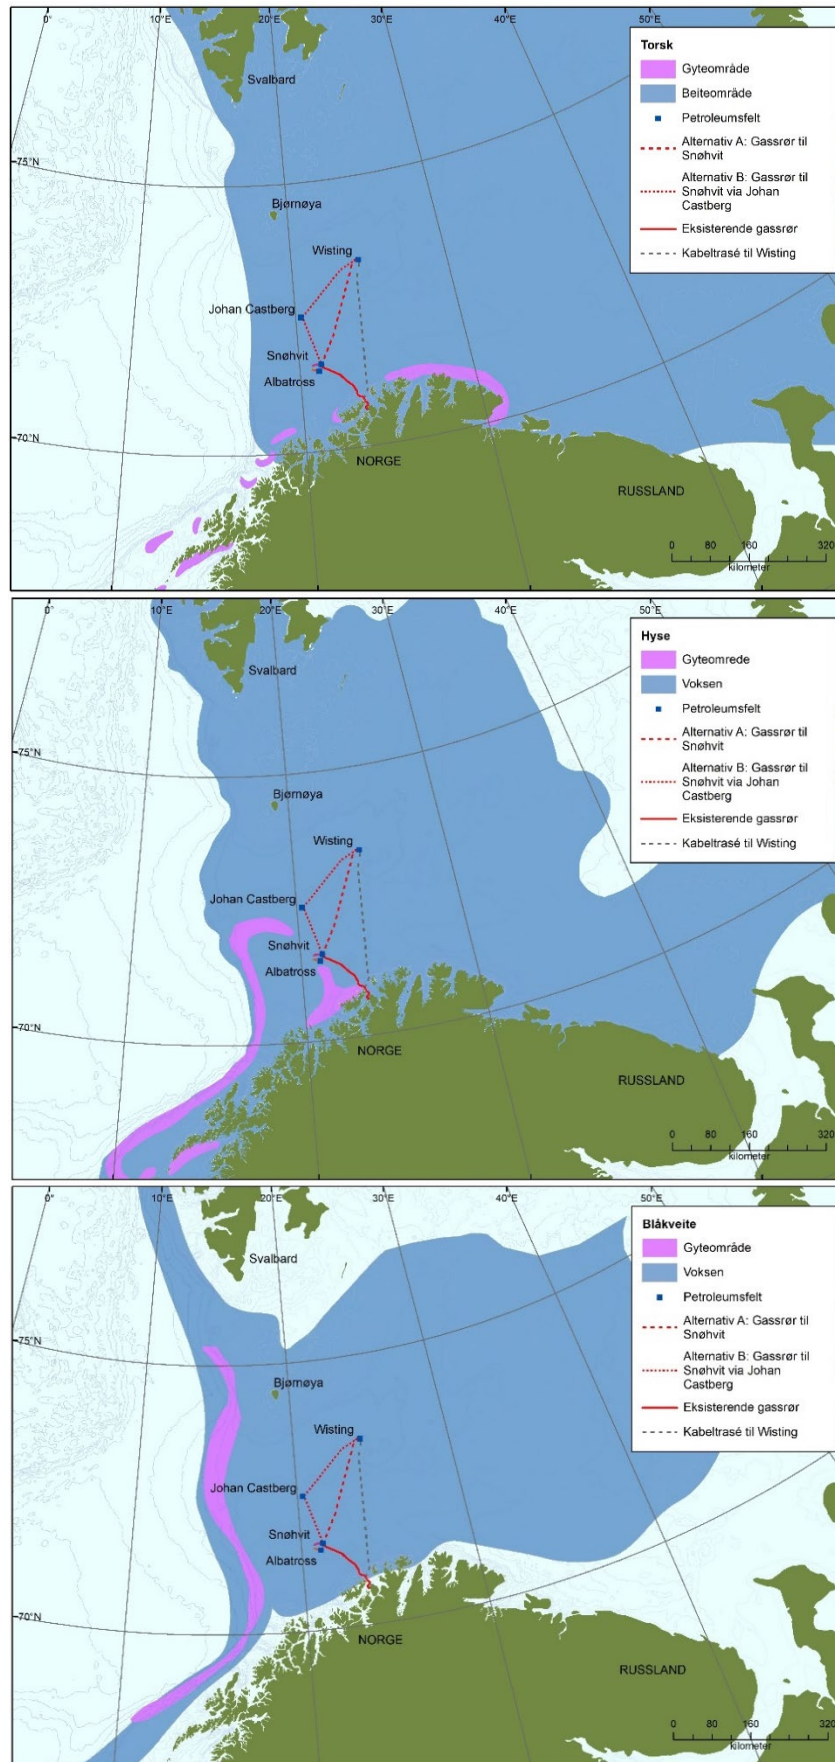 0°
10°E
20°E
30°E
40°E
50°E
Torsk
Gyteområde
Beiteområde
Petroleumsfelt
Alternativ A: Gassrør til
Snøhvit
Alternativ B: Gassrør til
Snøhvit via Johan
Castberg
Eksisterende gassrør
Kabeltrasé til Wisting
Svalbard
75°N
Bjørnøya
Wisting
Johan Castberg
Snøhvit
Albatross
70°N
NORGE
RUSSLAND
0 80 160 240 320
kilometer
0°
10°E
20°E
30°E
40°E
50°E
Hyse
Gyteomrede
Voksen
Petroleumsfelt
Alternativ A: Gassrør til
Snøhvit
Alternativ B: Gassrør til
Snøhvit via Johan
Castberg
Eksisterende gassrør
Kabeltrasé til Wisting
Svalbard
75°N
Bjørnøya
Wisting
Johan Castberg
Snøhvit
Albatross
70°N
NORGE
RUSSLAND
0 80 160 240 320
kilometer
0°
10°E
20°E
30°E
40°E
50°E
Blåkveite
Gyteområde
Voksen
Petroleumsfelt
Alternativ A: Gassrør til
Snøhvit
Alternativ B: Gassrør til
Snøhvit via Johan
Castberg
Eksisterende gassrør
Kabeltrasé til Wisting
Svalbard
75°N
Bjørnøya
Wisting
Johan Castberg
Snøhvit
Albatross
70°N
NORGE
RUSSLAND
0 80 160 240 320
kilometer